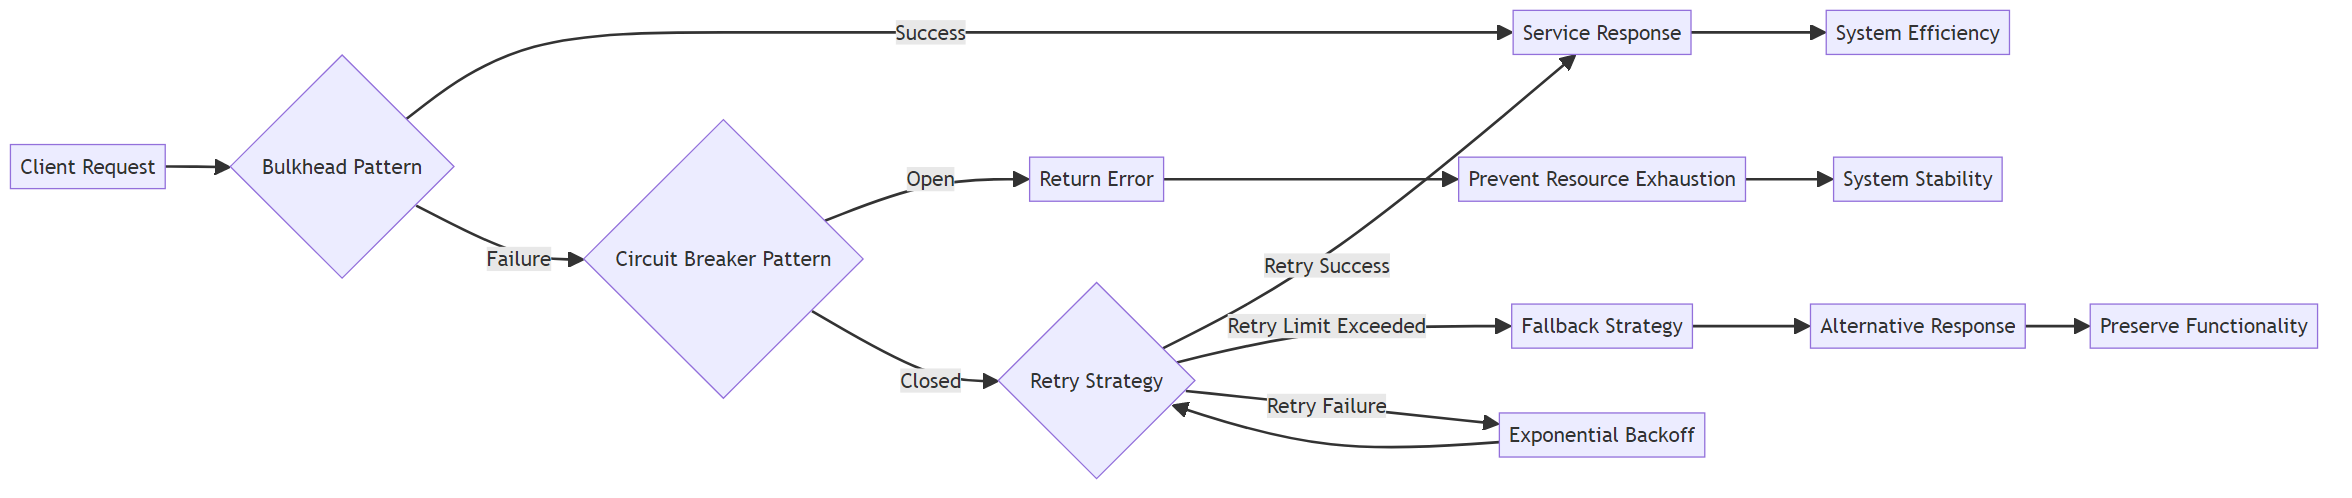 Success
Service Response
System Efficiency
Client Request
Bulkhead Pattern
Open
Return Error
Prevent Resource Exhaustion
System Stability
Failure
Circuit Breaker Pattern
Retry Success
Retry Limit Exceeded
Fallback Strategy
Alternative Response
Preserve Functionality
Closed
Retry Strategy
Retry Failure
Exponential Backoff